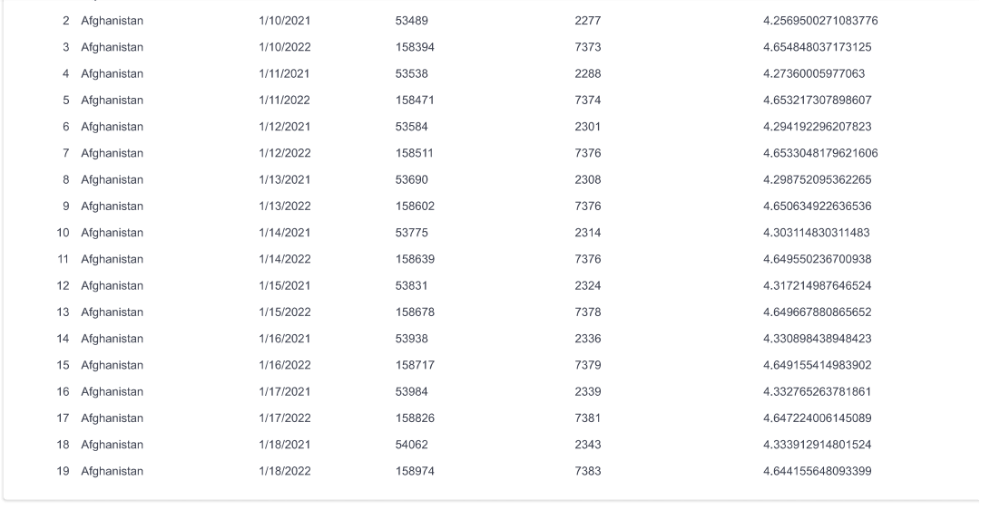 2 Afghanistan 1/10/2021 53489 2277 4.2569500271083776
3 Afghanistan 1/10/2022 158394 7373 4.654848037173125
4 Afghanistan 1/11/2021 53538 2288 4.27360005977063
5 Afghanistan 1/11/2022 158471 7374 4.653217307898607
6 Afghanistan 1/12/2021 53584 2301 4.294192296207823
7 Afghanistan 1/12/2022 158511 7376 4.6533048179621606
8 Afghanistan 1/13/2021 53690 2308 4.298752095362265
9 Afghanistan 1/13/2022 158602 7376 4.650634922636536
10 Afghanistan 1/14/2021 53775 2314 4.303114830311483
11 Afghanistan 1/14/2022 158639 7376 4.649550236700938
12 Afghanistan 1/15/2021 53831 2324 4.317214987646524
13 Afghanistan 1/15/2022 158678 7378 4.649667880865652
14 Afghanistan 1/16/2021 53938 2336 4.330898438948423
15 Afghanistan 1/16/2022 158717 7379 4.649155414983902
16 Afghanistan 1/17/2021 53984 2339 4.332765263781861
17 Afghanistan 1/17/2022 158826 7381 4.647224006145089
18 Afghanistan 1/18/2021 54062 2343 4.333912914801524
19 Afghanistan 1/18/2022 158974 7383 4.644155648093399